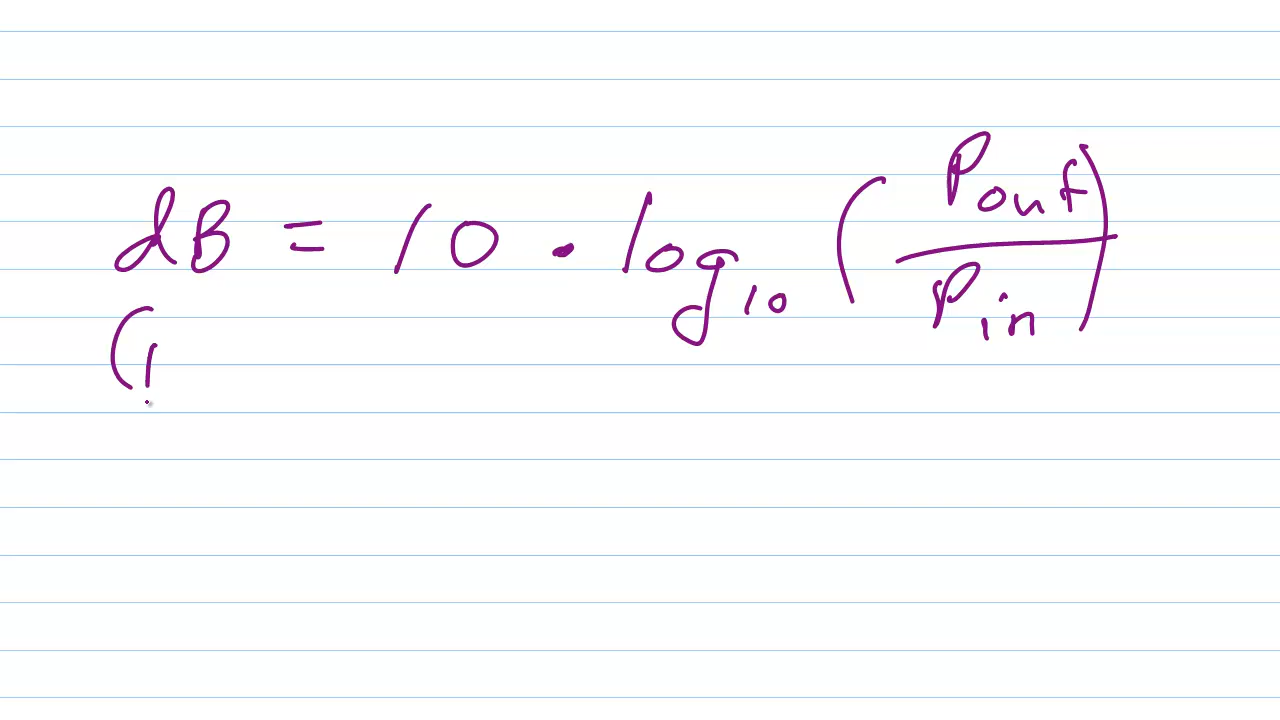 dB = 10 · log₁₀ (Pout/Pin)
(